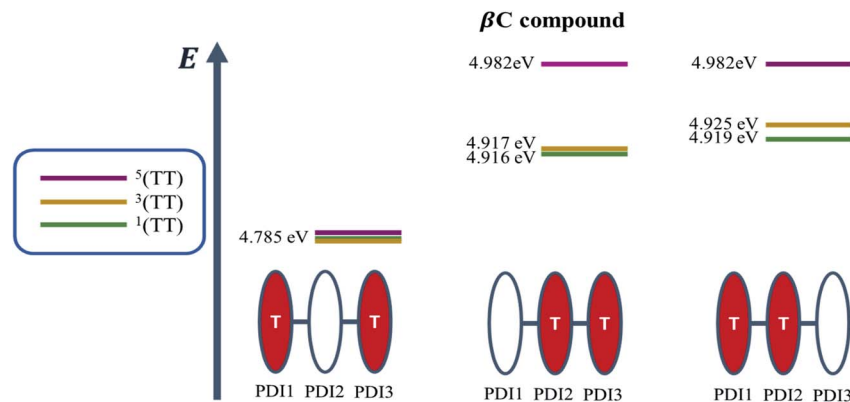 βC compound
E
4.982eV
4.982eV
4.917 eV
4.916 eV
4.925 eV
4.919 eV
⁵(TT)
³(TT)
¹(TT)
4.785 eV
T T
T T
T T
PDI1 PDI2 PDI3
PDI1 PDI2 PDI3
PDI1 PDI2 PDI3